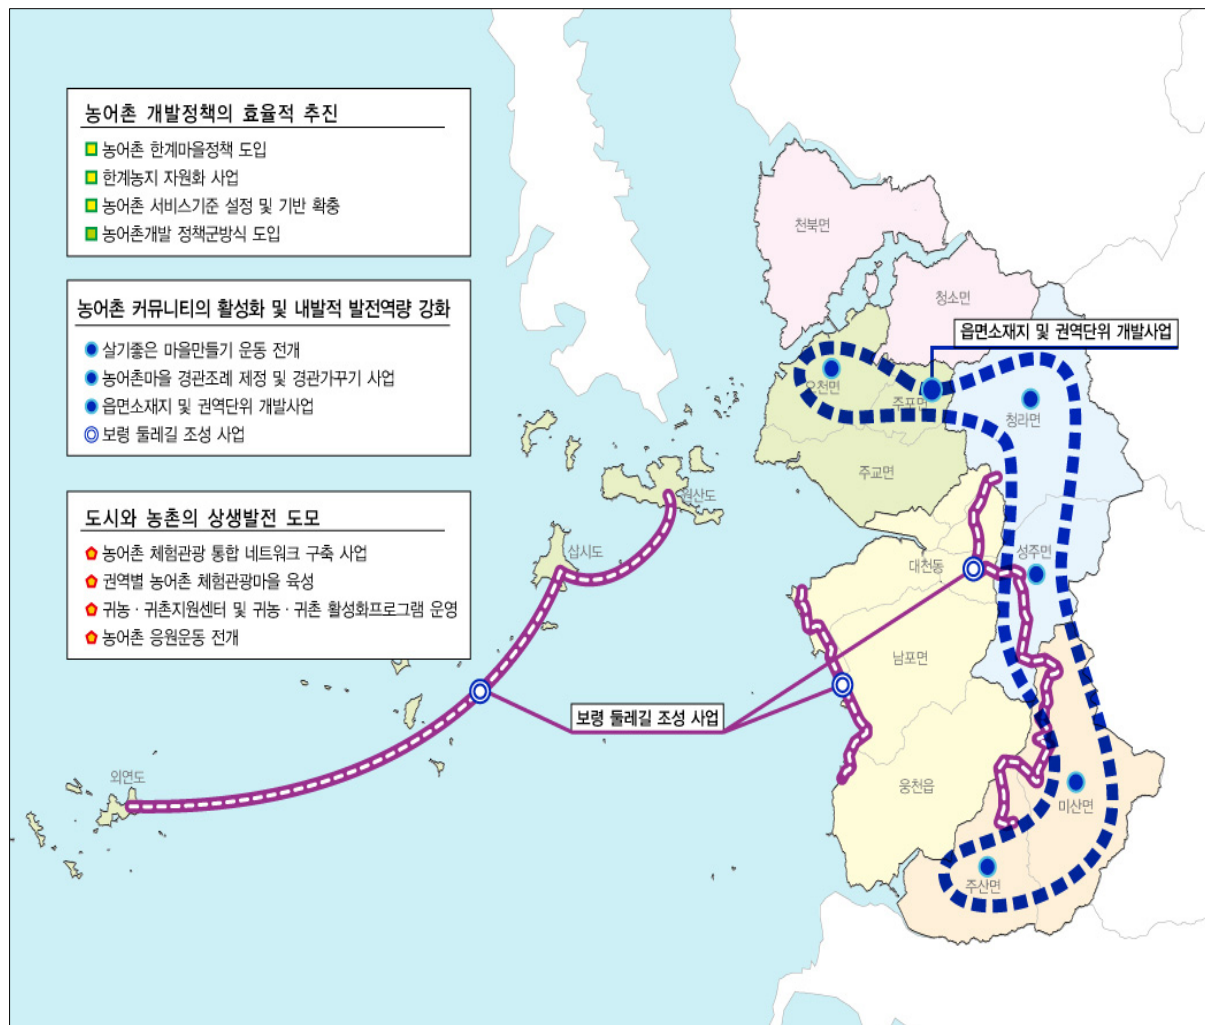 농어촌 개발정책의 효율적 추진
농어촌 한계마을정책 도입
한계농지 자원화 사업
농어촌 서비스기준 설정 및 기반 확충
농어촌개발 정책군방식 도입
농어촌 커뮤니티의 활성화 및 내발적 발전역량 강화
살기좋은 마을만들기 운동 전개
농어촌마을 경관조례 제정 및 경관가꾸기 사업
읍면소재지 및 권역단위 개발사업
보령 둘레길 조성 사업
도시와 농촌의 상생발전 도모
농어촌 체험관광 통합 네트워크 구축 사업
권역별 농어촌 체험관광마을 육성
귀농 · 귀촌지원센터 및 귀농 · 귀촌 활성화프로그램 운영
농어촌 응원운동 전개
천북면
청소면
읍면소재지 및 권역단위 개발사업
오천면
주포면
청라면
주교면
원산도
삽시도
대천동
성주면
남포면
보령 둘레길 조성 사업
외연도
웅천읍
미산면
주산면